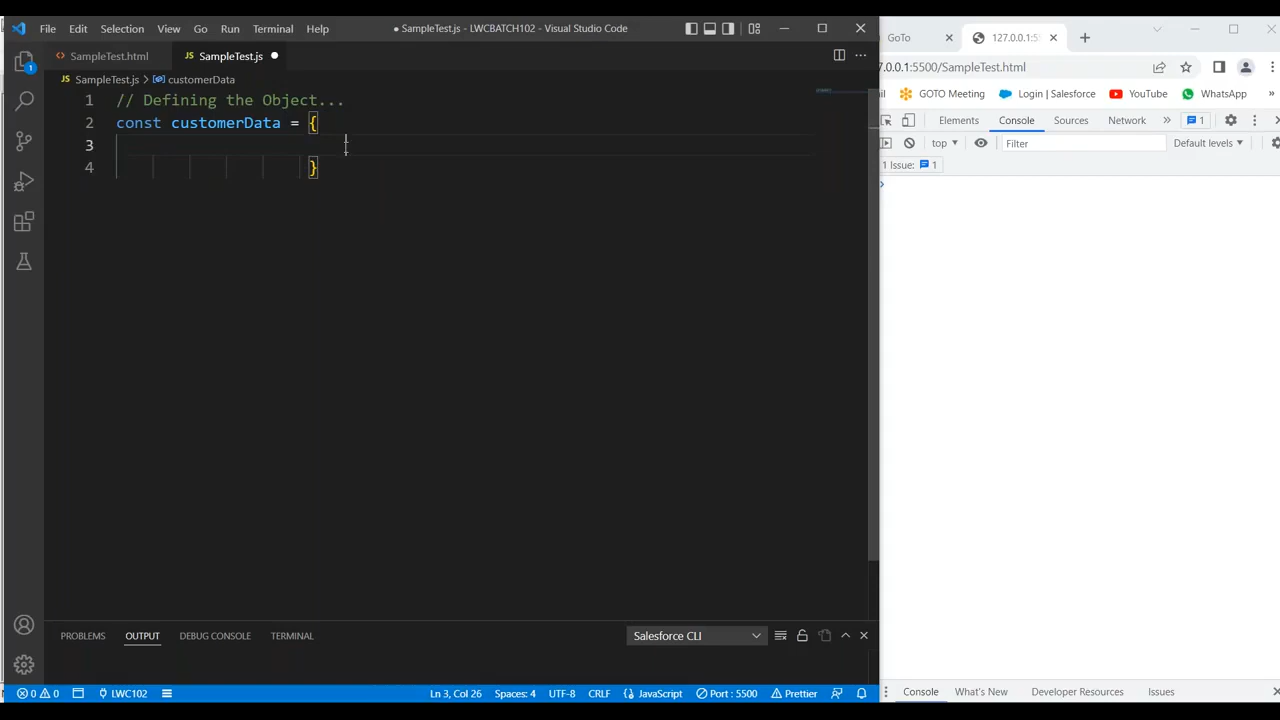 File Edit Selection View Go Run Terminal Help ● SampleTest.js - LWCBATCH102 - Visual Studio Code
SampleTest.html SampleTest.js ●
SampleTest.js > customerData
1 // Defining the Object...
2 const customerData = {
3
4 }
PROBLEMS OUTPUT DEBUG CONSOLE TERMINAL Salesforce CLI
0 0 LWC102 Ln 3, Col 26 Spaces: 4 UTF-8 CRLF JavaScript Port : 5500 Prettier
GoTo 127.0.0.1:5
7.0.0.1:5500/SampleTest.html
il GOTO Meeting Login | Salesforce YouTube WhatsApp »
Elements Console Sources Network » 1
top Filter Default levels
1 Issue: 1
Console What's New Developer Resources Issues